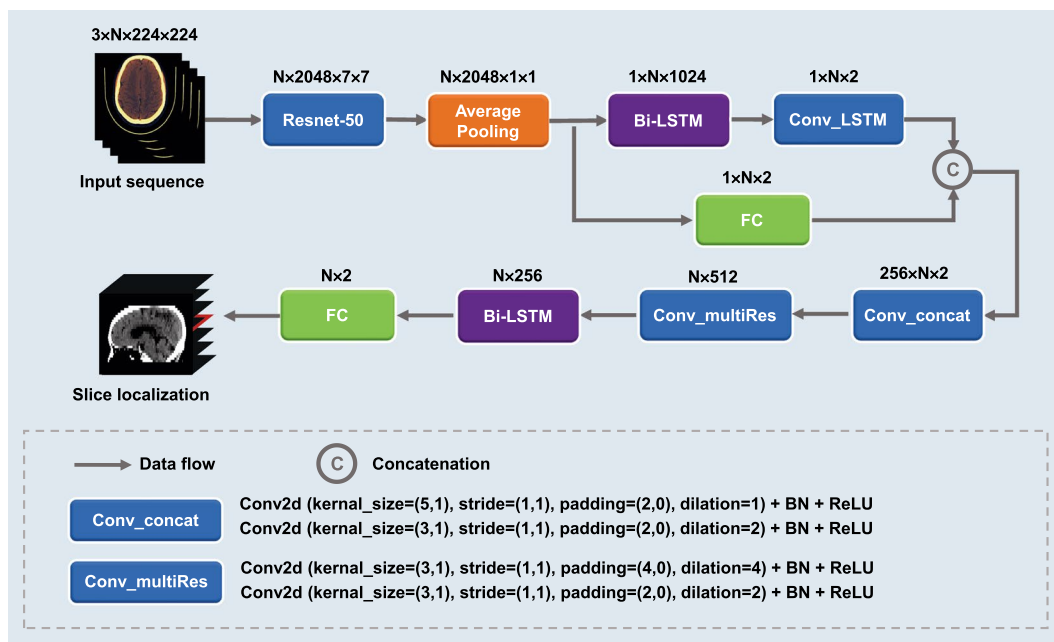 3×N×224×224
N×2048×7×7
N×2048×1×1
1×N×1024
1×N×2
Resnet-50
Average
Pooling
Bi-LSTM
Conv_LSTM
C
Input sequence
1×N×2
FC
N×2
N×256
N×512
256×N×2
FC
Bi-LSTM
Conv_multiRes
Conv_concat
Slice localization
Data flow
C
Concatenation
Conv_concat
Conv2d (kernal_size=(5,1), stride=(1,1), padding=(2,0), dilation=1) + BN + ReLU
Conv2d (kernal_size=(3,1), stride=(1,1), padding=(2,0), dilation=2) + BN + ReLU
Conv_multiRes
Conv2d (kernal_size=(3,1), stride=(1,1), padding=(4,0), dilation=4) + BN + ReLU
Conv2d (kernal_size=(3,1), stride=(1,1), padding=(2,0), dilation=2) + BN + ReLU